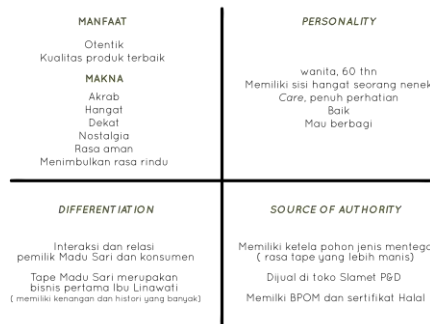 MANFAAT
Otentik
Kualitas produk terbaik
MAKNA
Akrab
Hangat
Dekat
Nostalgia
Rasa aman
Menimbulkan rasa rindu
PERSONALITY
wanita, 60 thn
Memiliki sisi hangat seorang nenek
Care, penuh perhatian
Baik
Mau berbagi
DIFFERENTIATION
Interaksi dan relasi
pemilik Madu Sari dan konsumen
Tape Madu Sari merupakan
bisnis pertama Ibu Linawati
( memiliki kenangan dan histori yang banyak)
SOURCE OF AUTHORITY
Memiliki ketela pohon jenis mentega
( rasa tape yang lebih manis)
Dijual di toko Slamet P&D
Memilki BPOM dan sertifikat Halal